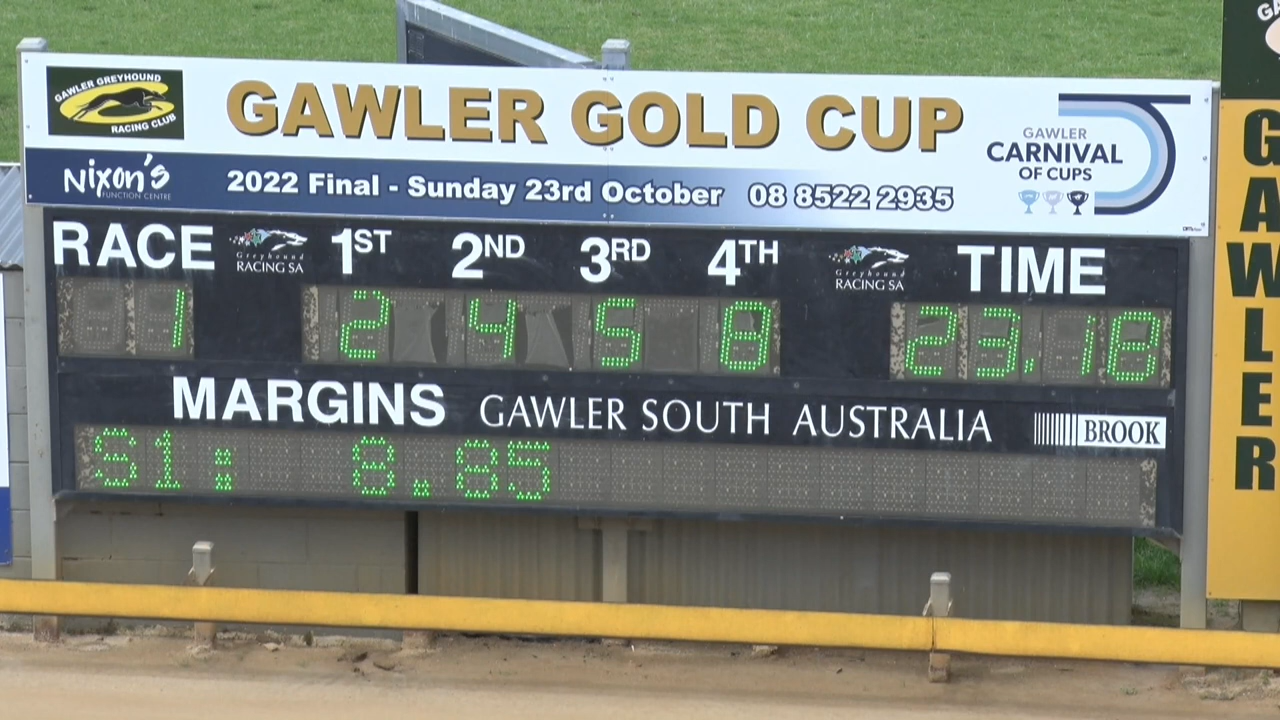 GAWLER GREYHOUND
RACING CLUB
GAWLER GOLD CUP
GAWLER
CARNIVAL
OF CUPS
Nixon's
FUNCTION CENTRE
2022 Final - Sunday 23rd October 08 8522 2935
RACE
Greyhound
RACING SA
1ST 2ND 3RD 4TH
Greyhound
RACING SA
TIME
1 2 4 5 8 23.18
MARGINS GAWLER SOUTH AUSTRALIA BROOK
S1: 8.85
GAWLER